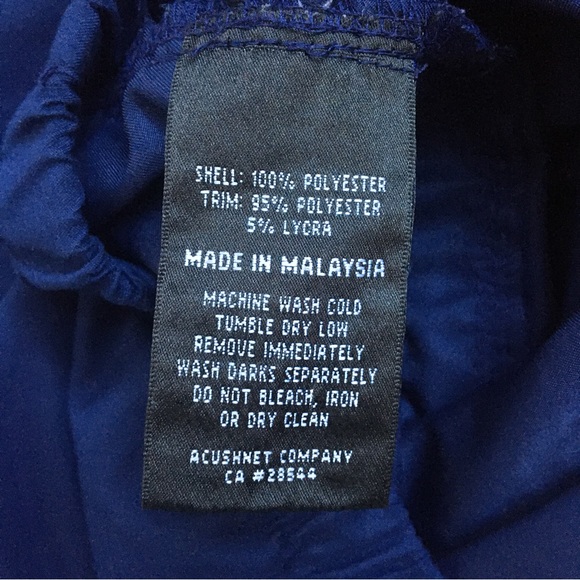 SHELL: 100% POLYESTER
TRIM: 95% POLYESTER
5% LYCRA
MADE IN MALAYSIA
MACHINE WASH COLD
TUMBLE DRY LOW
REMOVE IMMEDIATELY
WASH DARKS SEPARATELY
DO NOT BLEACH, IRON
OR DRY CLEAN
ACUSHNET COMPANY
CA #28544